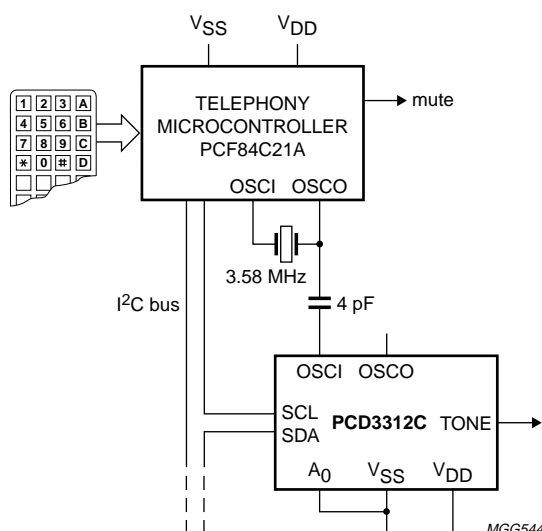 VSS VDD
TELEPHONY
MICROCONTROLLER
PCF84C21A
mute
1 2 3 A
4 5 6 B
7 8 9 C
* 0 # D
OSCI OSCO
3.58 MHz
I²C bus
4 pF
OSCI OSCO
SCL
SDA
PCD3312C TONE
A0 VSS VDD
MGG544